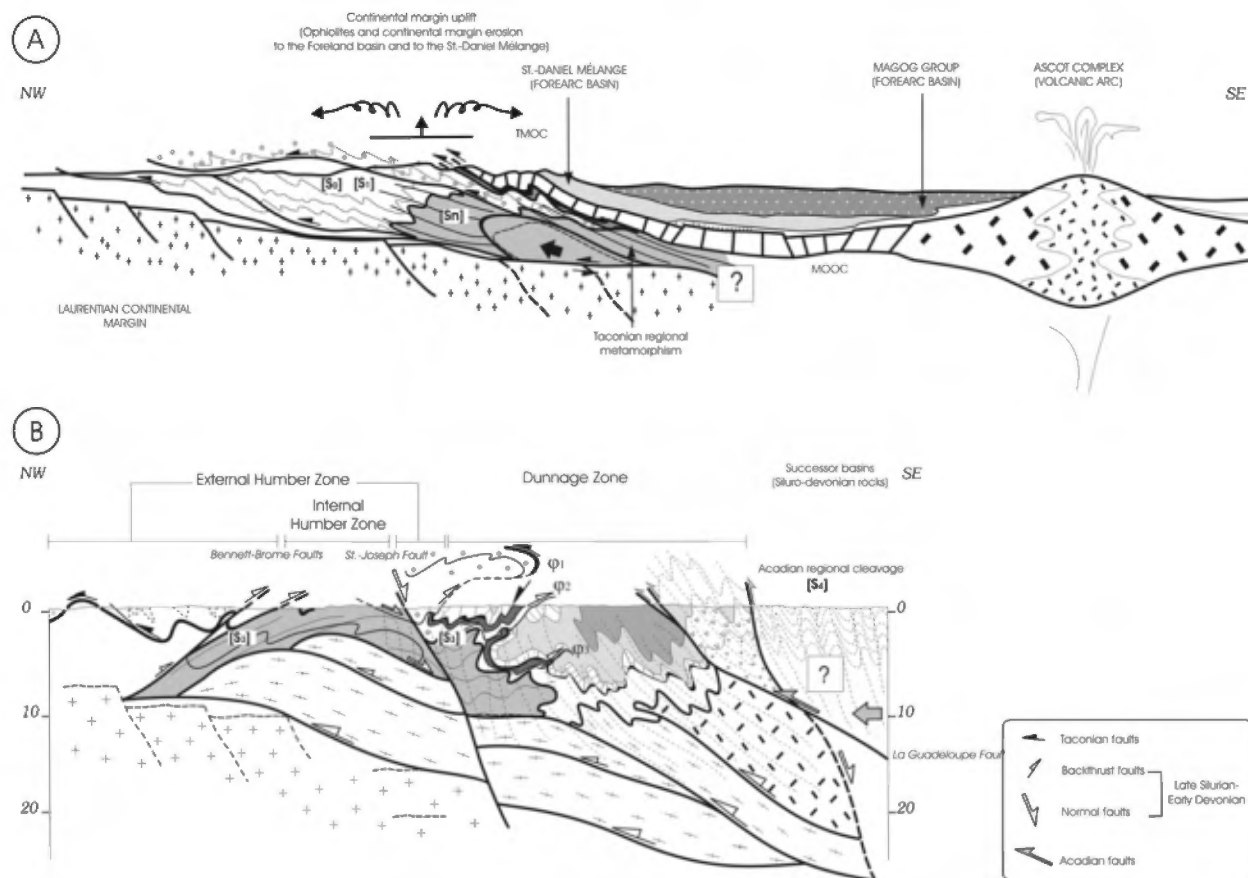 A
Continental margin uplift
(Ophiolites and continental margin erosion
to the Foreland basin and to the St.-Daniel Mélange)
NW
ST.-DANIEL MÉLANGE
(FOREARC BASIN)
MAGOG GROUP
(FOREARC BASIN)
ASCOT COMPLEX
(VOLCANIC ARC)
SE
TMOC
[Sn]
?
MOOC
LAURENTIAN CONTINENTAL
MARGIN
Taconian regional
metamorphism
B
NW
External Humber Zone
Internal
Humber Zone
Dunnage Zone
Successor basins
(Siluro-devonian rocks)
SE
Bennett-Brome Faults
St.-Joseph Fault
φ1
φ2
Acadian regional cleavage
[S4]
0
0
[S3]
[S3]
φ3
?
10
10
La Guadeloupe Faul
20
20
Taconian faults
Backthrust faults
Normal faults
Late Silurian-
Early Devonian
Acadian faults